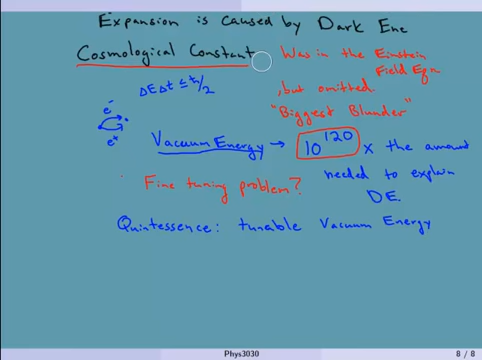 Expansion is caused by Dark Ene
Cosmological Constant
Was in the Einstein
Field Eqn
, but omitted.
"Biggest Blunder"
ΔEΔt ≤ ħ/2
e⁻
e⁺
Vacuum Energy → 10^120 x the amount
needed to explain
DE.
Fine tuning problem?
Quintessence: tunable Vacuum Energy
Phys3030
8 / 8